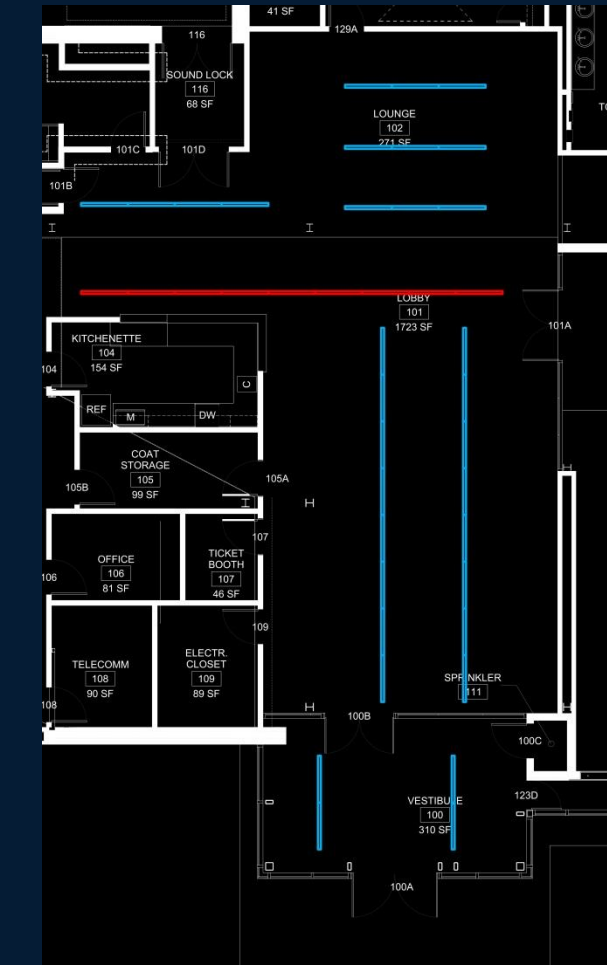 41 SF
116
129A
SOUND LOCK
116
68 SF
LOUNGE
102
271 SF
101C
101D
101B
LOBBY
101
1723 SF
101A
KITCHENETTE
104
154 SF
104
C
REF
M
DW
COAT
STORAGE
105
99 SF
105A
105B
107
OFFICE
106
81 SF
TICKET
BOOTH
107
46 SF
106
109
TELECOMM
108
90 SF
ELECTR.
CLOSET
109
89 SF
108
SPRINKLER
111
100B
100C
123D
VESTIBULE
100
310 SF
100A